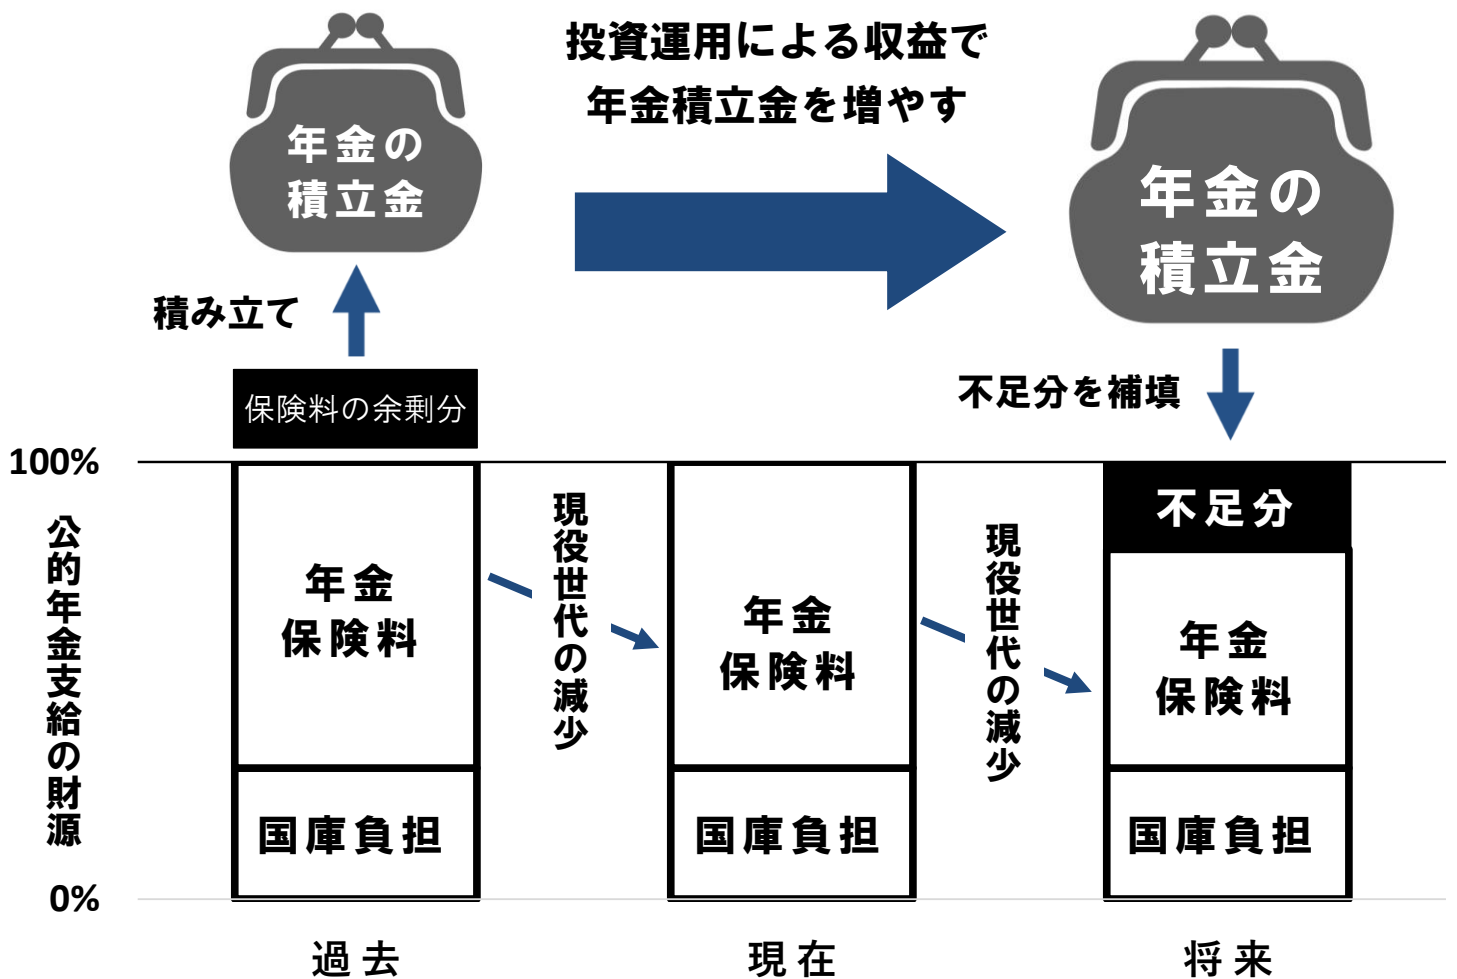 年金の
積立金
投資運用による収益で
年金積立金を増やす
年金の
積立金
積み立て
不足分を補填
保険料の余剰分
100%
公的年金支給の財源
0%
年金
保険料
国庫負担
現役世代の減少
年金
保険料
国庫負担
現役世代の減少
不足分
年金
保険料
国庫負担
過去
現在
将来